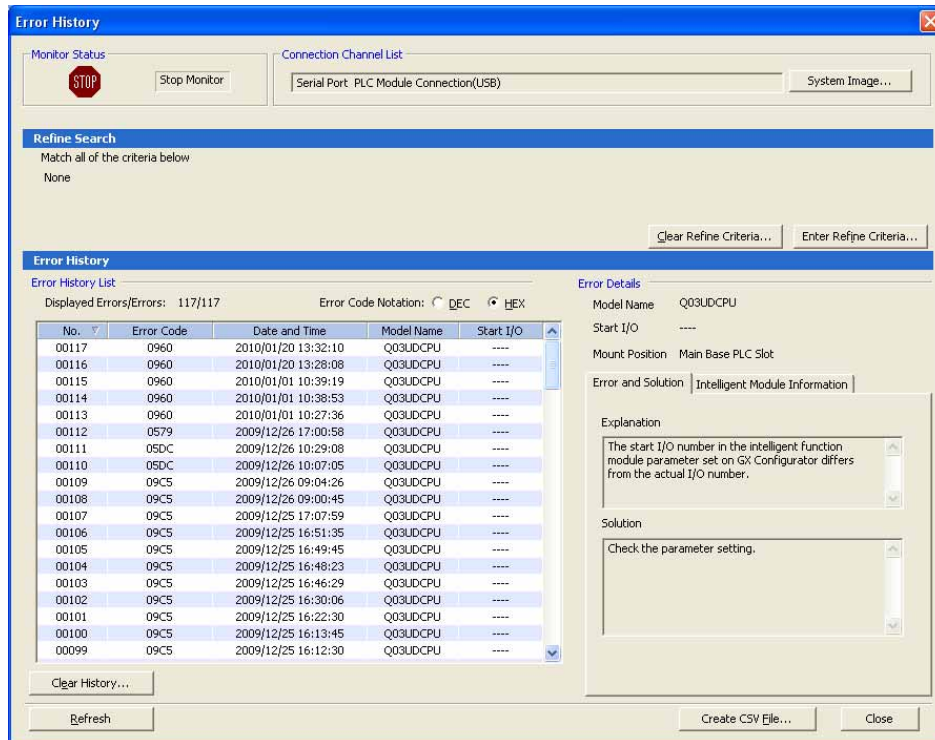 Error History
Monitor Status
STOP
Stop Monitor
Connection Channel List
Serial Port PLC Module Connection(USB)
System Image...
Refine Search
Match all of the criteria below
None
Clear Refine Criteria...
Enter Refine Criteria...
Error History
Error History List
Displayed Errors/Errors: 117/117
Error Code Notation: DEC HEX
No. Error Code Date and Time Model Name Start I/O
00117 0960 2010/01/20 13:32:10 Q03UDCPU ----
00116 0960 2010/01/20 13:28:08 Q03UDCPU ----
00115 0960 2010/01/01 10:39:19 Q03UDCPU ----
00114 0960 2010/01/01 10:38:53 Q03UDCPU ----
00113 0960 2010/01/01 10:27:36 Q03UDCPU ----
00112 0579 2009/12/26 17:00:58 Q03UDCPU ----
00111 05DC 2009/12/26 10:29:08 Q03UDCPU ----
00110 05DC 2009/12/26 10:07:05 Q03UDCPU ----
00109 09C5 2009/12/26 09:04:26 Q03UDCPU ----
00108 09C5 2009/12/26 09:00:45 Q03UDCPU ----
00107 09C5 2009/12/25 17:07:59 Q03UDCPU ----
00106 09C5 2009/12/25 16:51:35 Q03UDCPU ----
00105 09C5 2009/12/25 16:49:45 Q03UDCPU ----
00104 09C5 2009/12/25 16:48:23 Q03UDCPU ----
00103 09C5 2009/12/25 16:46:29 Q03UDCPU ----
00102 09C5 2009/12/25 16:30:06 Q03UDCPU ----
00101 09C5 2009/12/25 16:22:30 Q03UDCPU ----
00100 09C5 2009/12/25 16:13:45 Q03UDCPU ----
00099 09C5 2009/12/25 16:12:30 Q03UDCPU ----
Clear History...
Error Details
Model Name Q03UDCPU
Start I/O ----
Mount Position Main Base PLC Slot
Error and Solution
Intelligent Module Information
Explanation
The start I/O number in the intelligent function
module parameter set on GX Configurator differs
from the actual I/O number.
Solution
Check the parameter setting.
Refresh
Create CSV File...
Close